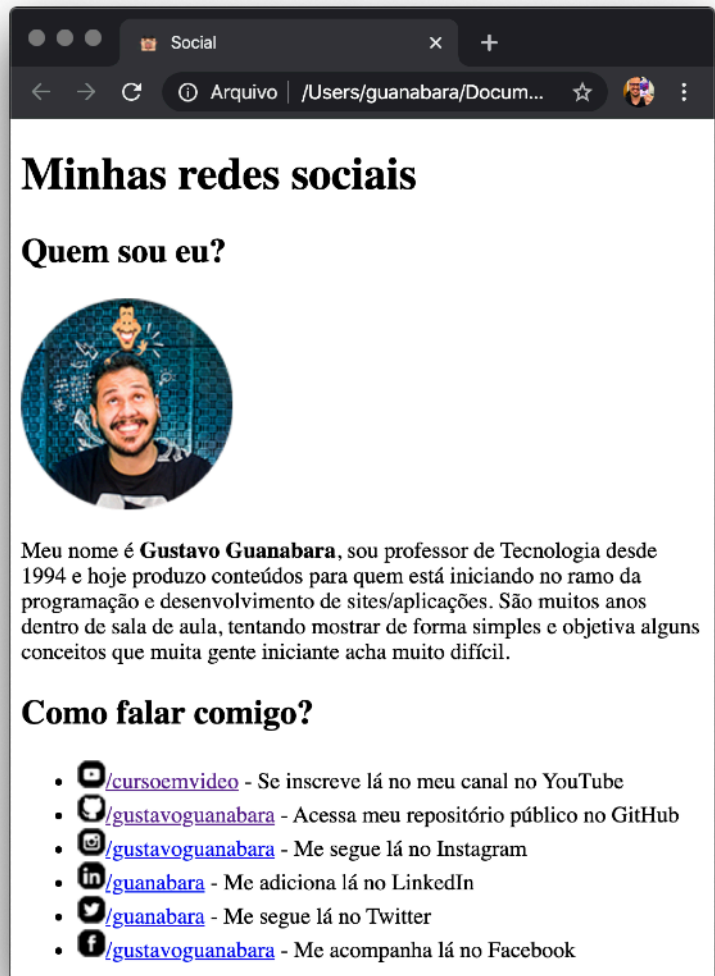 Social
Arquivo | /Users/guanabara/Docum...
Minhas redes sociais
Quem sou eu?
Meu nome é Gustavo Guanabara, sou professor de Tecnologia desde
1994 e hoje produzo conteúdos para quem está iniciando no ramo da
programação e desenvolvimento de sites/aplicações. São muitos anos
dentro de sala de aula, tentando mostrar de forma simples e objetiva alguns
conceitos que muita gente iniciante acha muito difícil.
Como falar comigo?
/cursoemvideo - Se inscreve lá no meu canal no YouTube
/gustavoguanabara - Acessa meu repositório público no GitHub
/gustavoguanabara - Me segue lá no Instagram
/guanabara - Me adiciona lá no LinkedIn
/guanabara - Me segue lá no Twitter
/gustavoguanabara - Me acompanha lá no Facebook